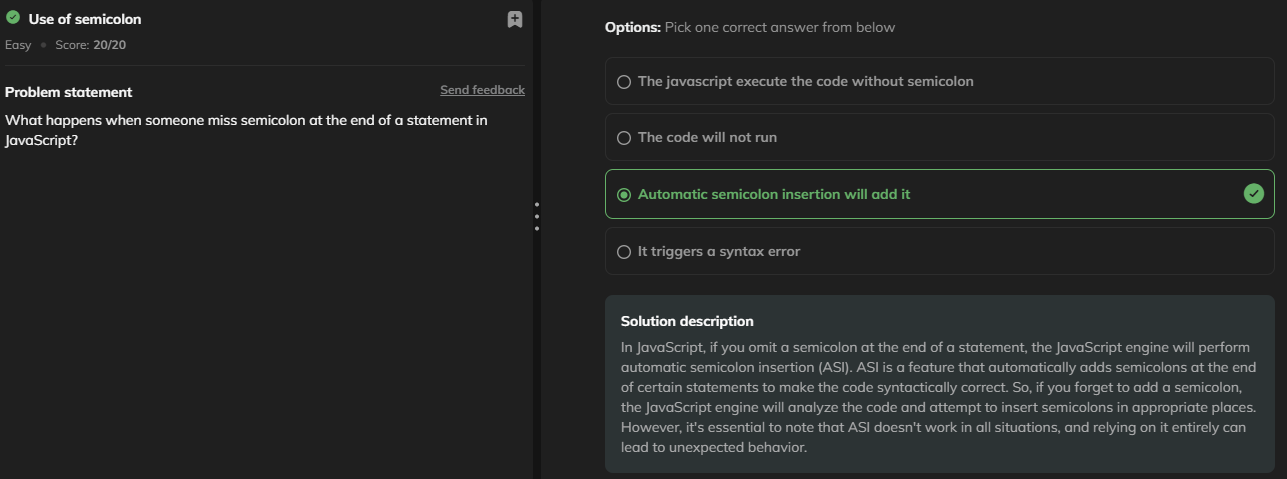 Use of semicolon
Easy • Score: 20/20
Problem statement
Send feedback
What happens when someone miss semicolon at the end of a statement in
JavaScript?
Options: Pick one correct answer from below
The javascript execute the code without semicolon
The code will not run
Automatic semicolon insertion will add it
It triggers a syntax error
Solution description
In JavaScript, if you omit a semicolon at the end of a statement, the JavaScript engine will perform
automatic semicolon insertion (ASI). ASI is a feature that automatically adds semicolons at the end
of certain statements to make the code syntactically correct. So, if you forget to add a semicolon,
the JavaScript engine will analyze the code and attempt to insert semicolons in appropriate places.
However, it's essential to note that ASI doesn't work in all situations, and relying on it entirely can
lead to unexpected behavior.